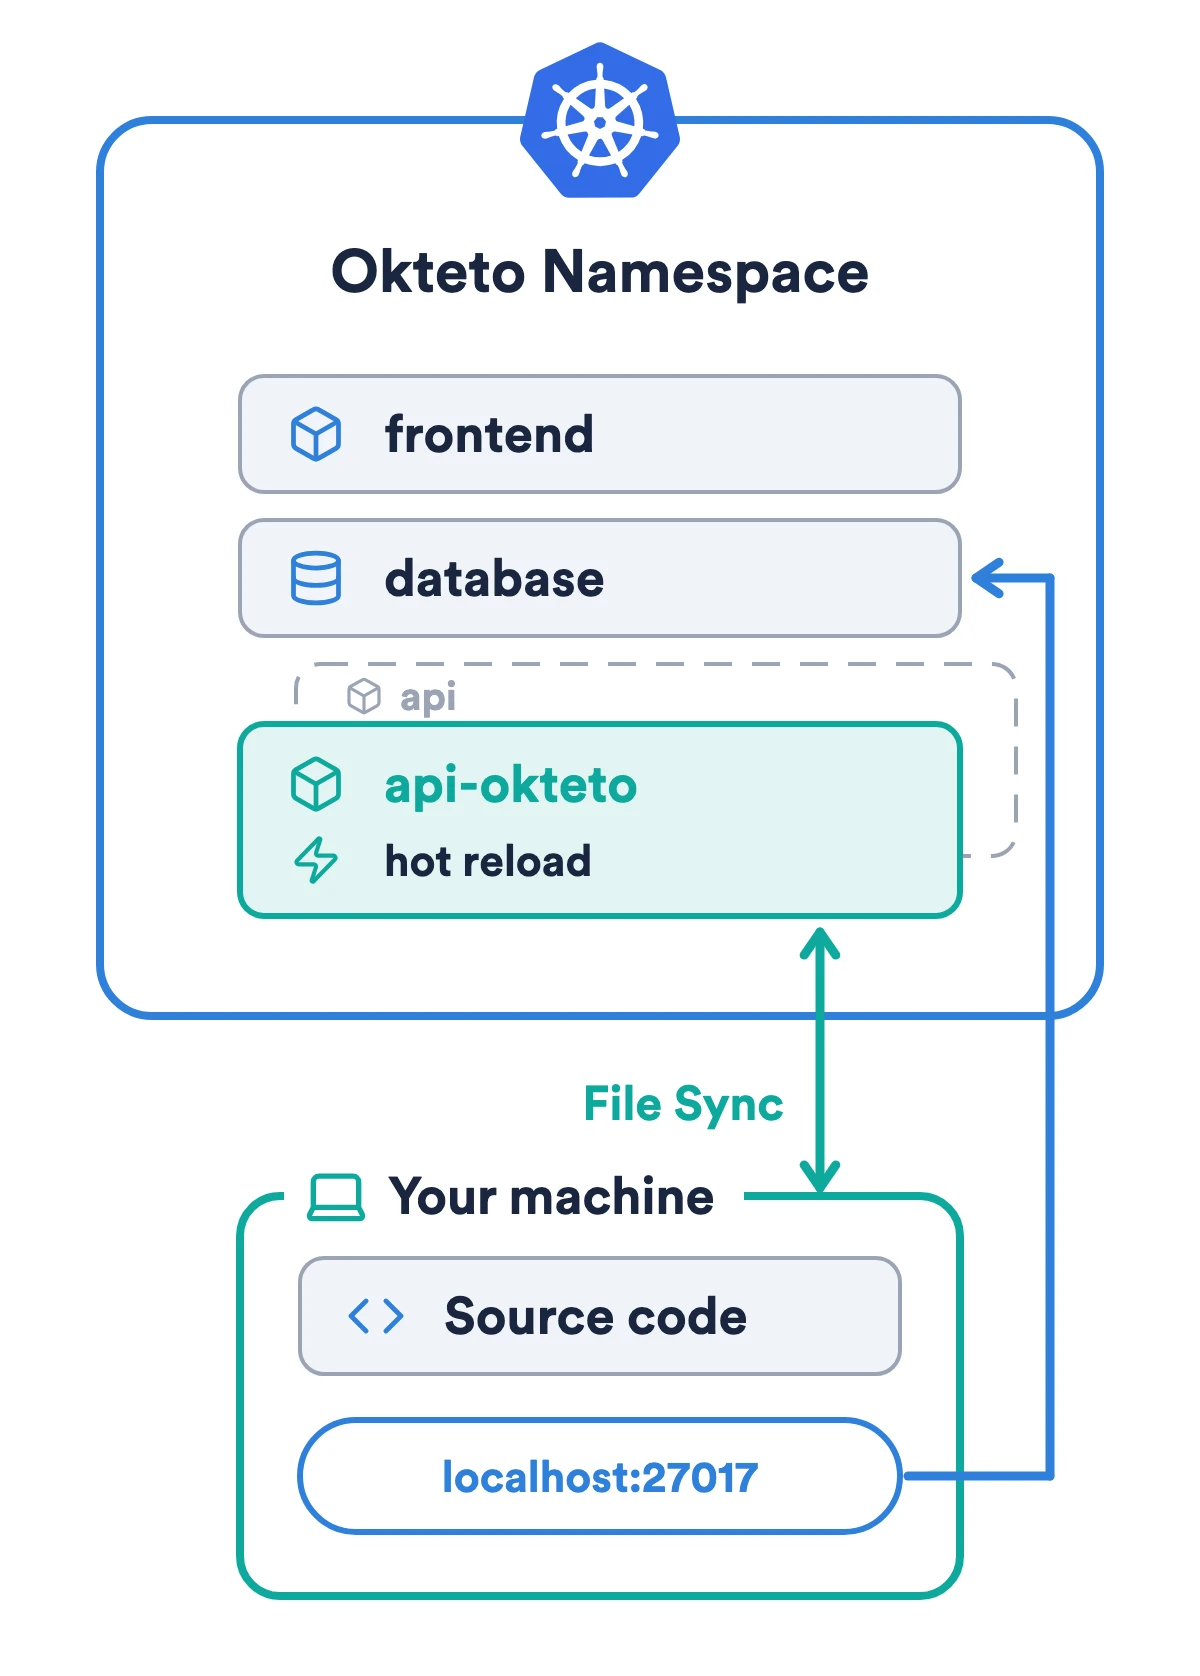 Okteto Namespace
frontend
database
api
api-okteto
hot reload
File Sync
Your machine
Source code
localhost:27017